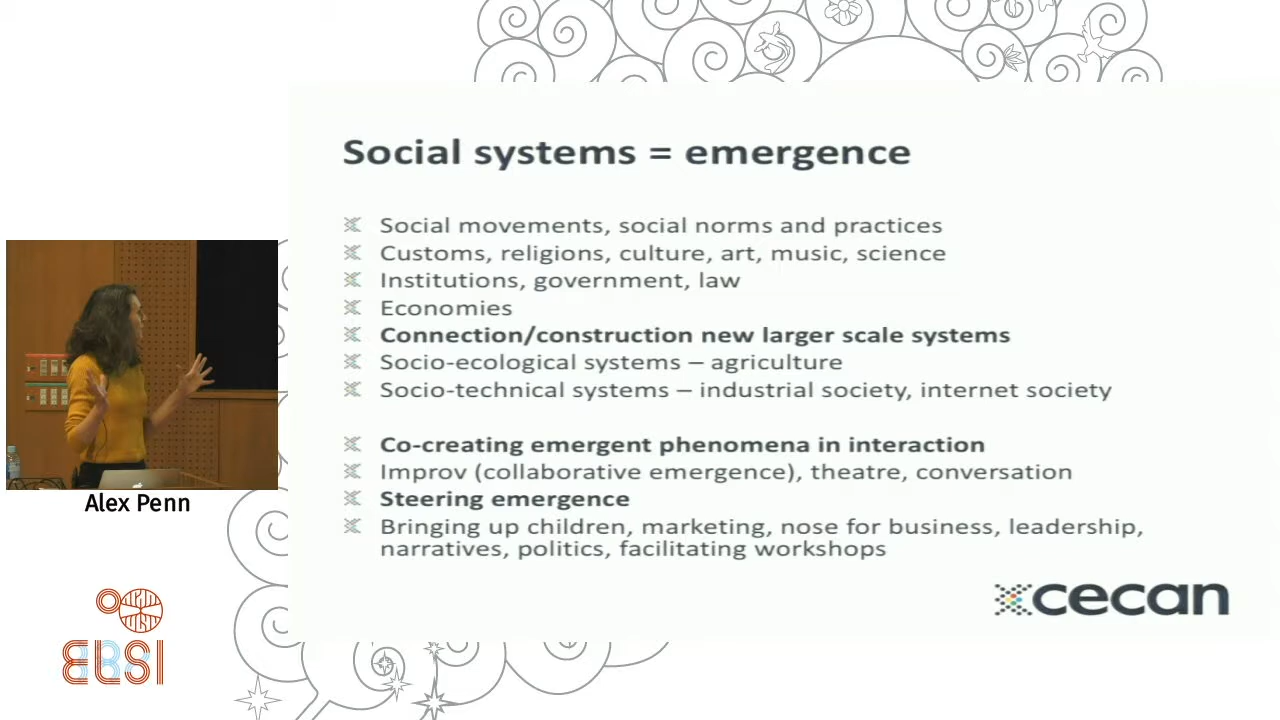 Social systems = emergence
Social movements, social norms and practices
Customs, religions, culture, art, music, science
Institutions, government, law
Economies
Connection/construction new larger scale systems
Socio-ecological systems – agriculture
Socio-technical systems – industrial society, internet society
Co-creating emergent phenomena in interaction
Improv (collaborative emergence), theatre, conversation
Steering emergence
Bringing up children, marketing, nose for business, leadership,
narratives, politics, facilitating workshops
cecan
Alex Penn
ELSI